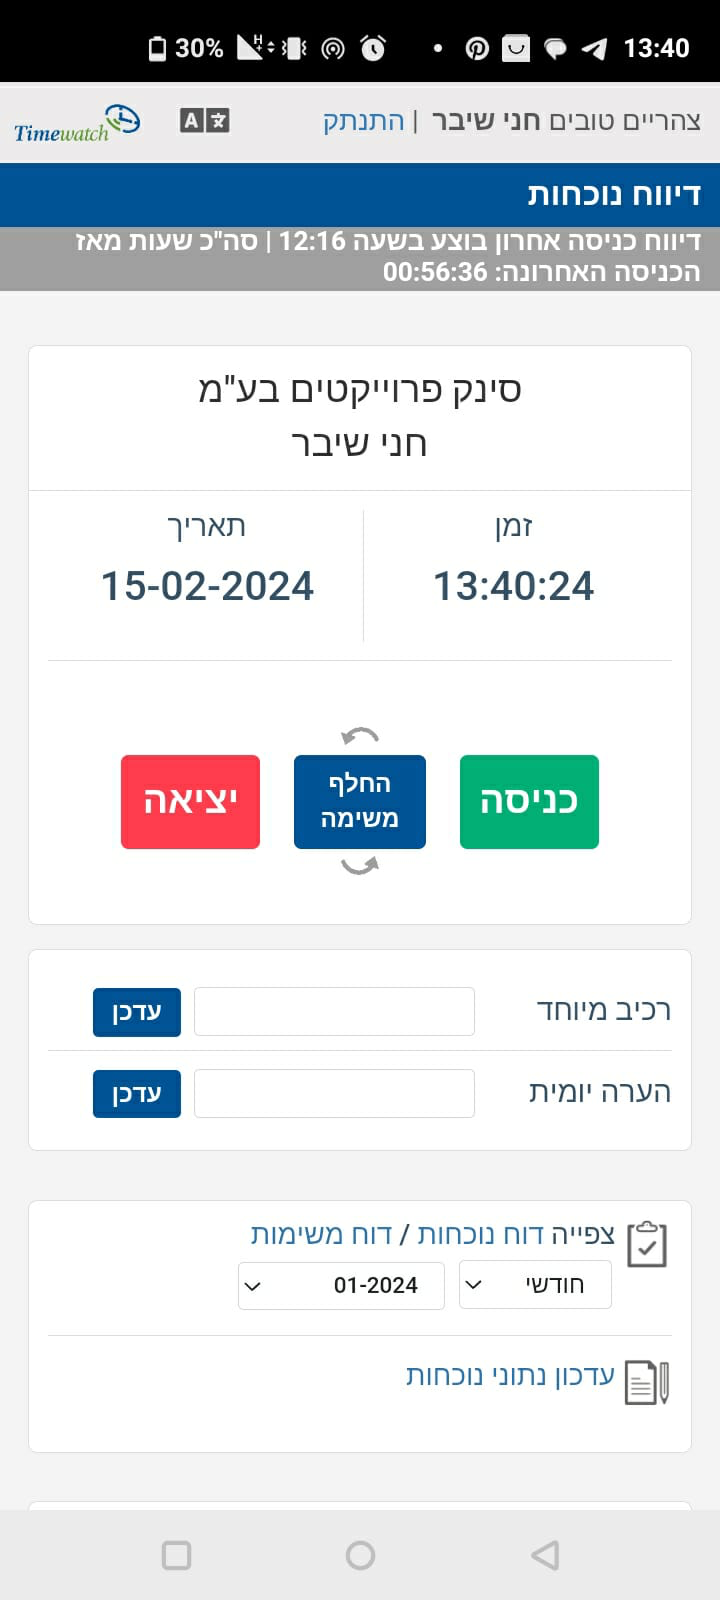 30% H+ 13:40
Timewatch A 文 צהריים טובים חני שיבר | התנתק
דיווח נוכחות
דיווח כניסה אחרון בוצע בשעה 12:16 | סה"כ שעות מאז
הכניסה האחרונה: 00:56:36
סינק פרוייקטים בע"מ
חני שיבר
זמן תאריך
13:40:24 15-02-2024
כניסה החלף משימה יציאה
רכיב מיוחד עדכן
הערה יומית עדכן
צפייה דוח נוכחות / דוח משימות
חודשי 01-2024
עדכון נתוני נוכחות